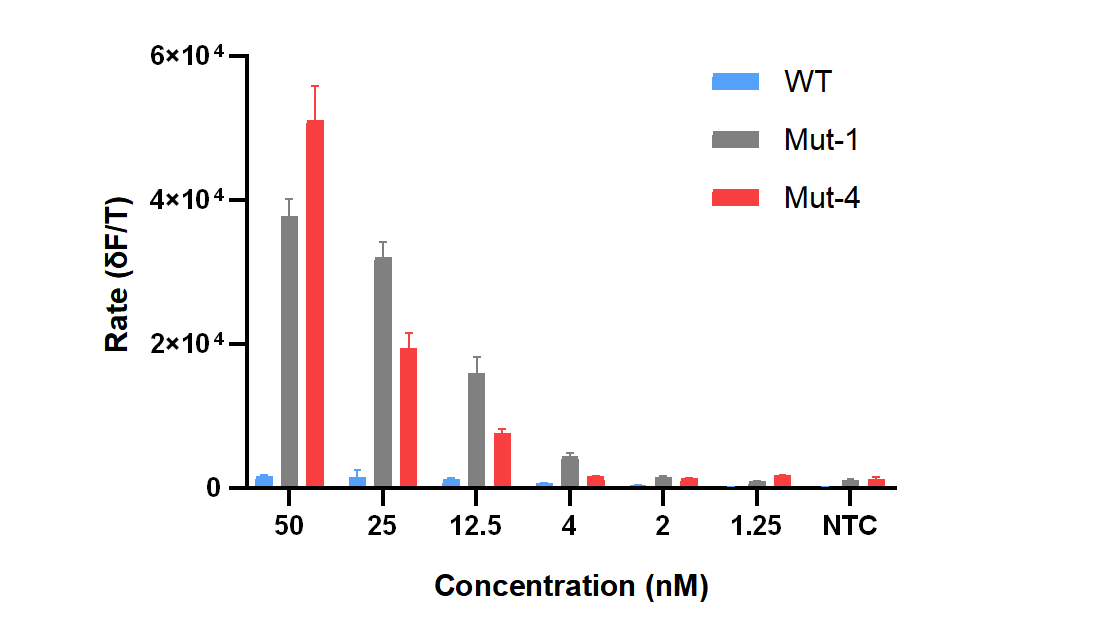 6×10⁴
4×10⁴
2×10⁴
0
Rate (δF/T)
WT
Mut-1
Mut-4
50 25 12.5 4 2 1.25 NTC
Concentration (nM)